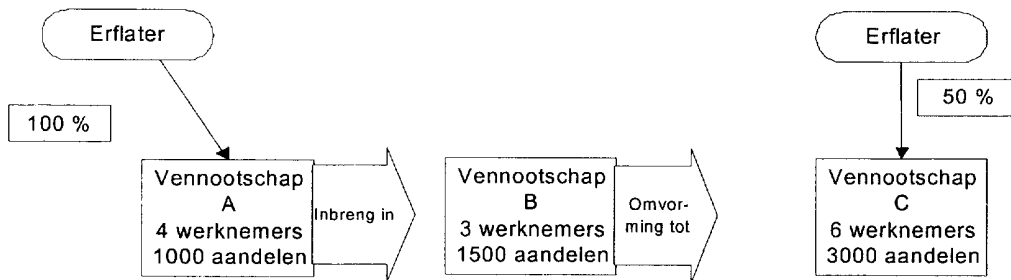 Erflater
Erflater
100 %
50 %
Vennootschap
A
4 werknemers
1000 aandelen
Inbreng in
Vennootschap
B
3 werknemers
1500 aandelen
Omvor-
ming tot
Vennootschap
C
6 werknemers
3000 aandelen